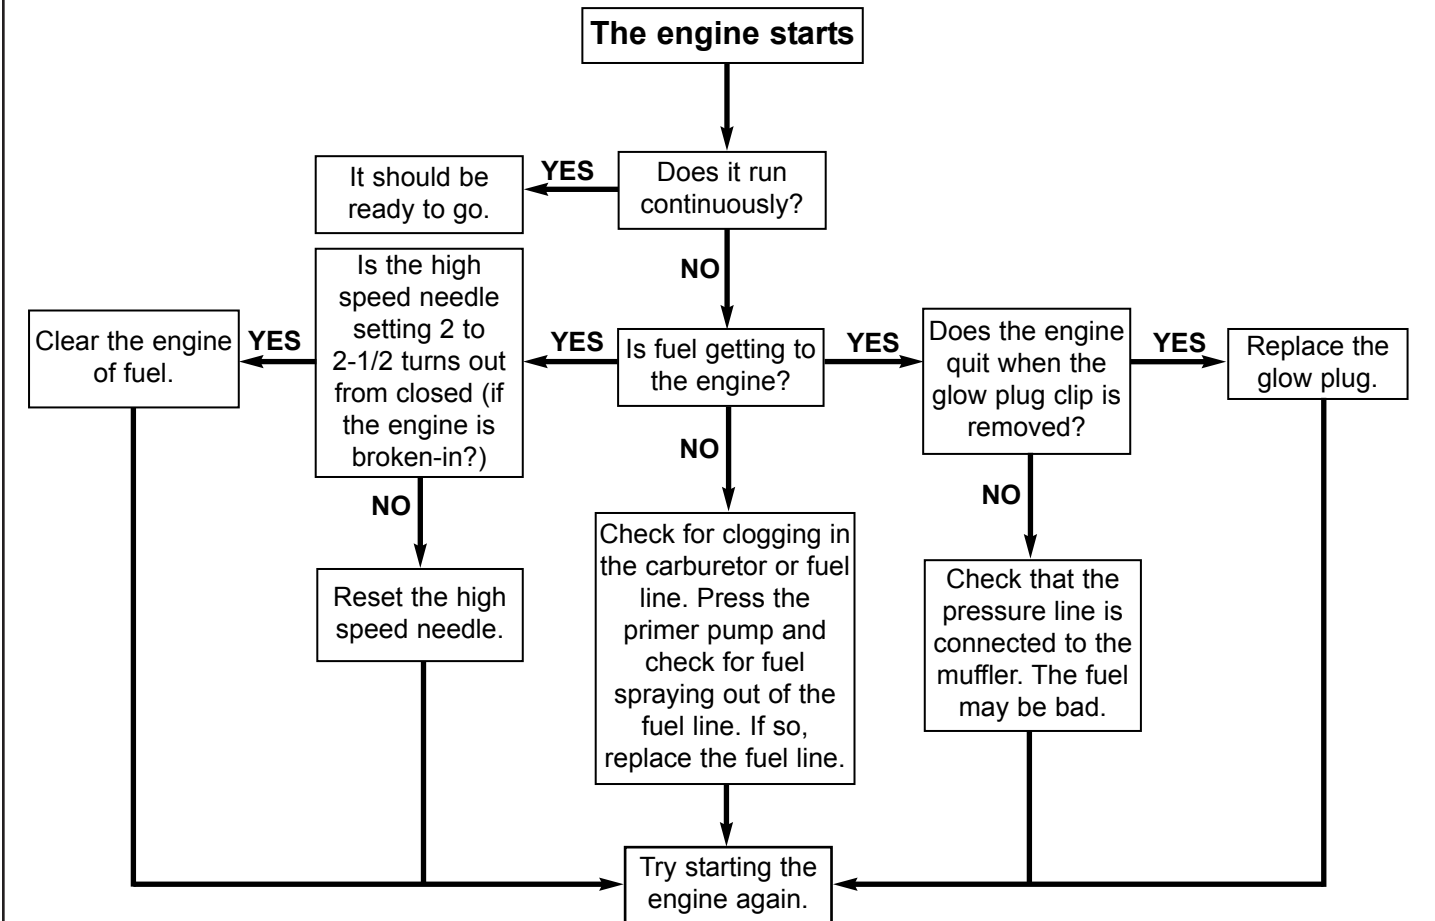 The engine starts
It should be
ready to go.
YES
Does it run
continuously?
NO
Clear the engine
of fuel.
YES
Is the high
speed needle
setting 2 to
2-1/2 turns out
from closed (if
the engine is
broken-in?)
YES
Is fuel getting to
the engine?
YES
Does the engine
quit when the
glow plug clip is
removed?
YES
Replace the
glow plug.
NO
NO
NO
Reset the high
speed needle.
Check for clogging in
the carburetor or fuel
line. Press the
primer pump and
check for fuel
spraying out of the
fuel line. If so,
replace the fuel line.
Check that the
pressure line is
connected to the
muffler. The fuel
may be bad.
Try starting the
engine again.